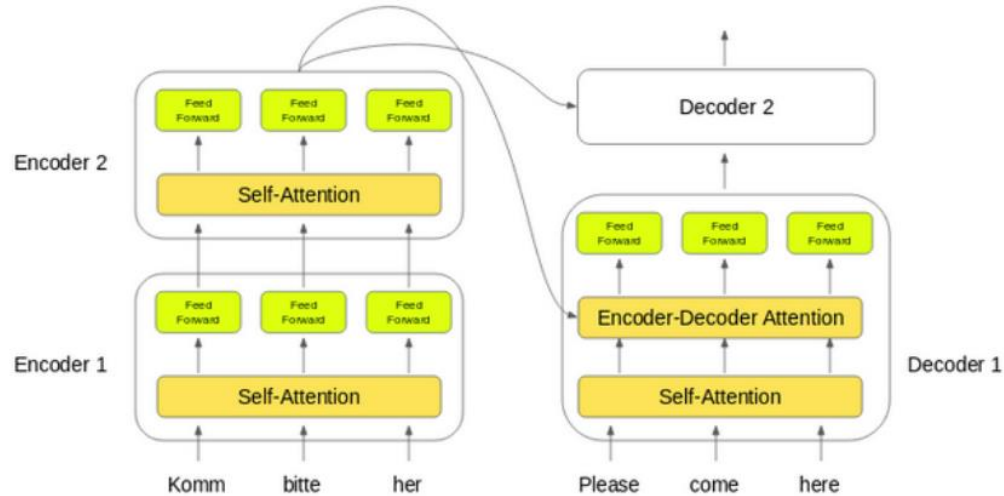 Feed
Forward
Feed
Forward
Feed
Forward
Encoder 2
Self-Attention
Feed
Forward
Feed
Forward
Feed
Forward
Encoder 1
Self-Attention
Komm bitte her
Decoder 2
Feed
Forward
Feed
Forward
Feed
Forward
Encoder-Decoder Attention
Decoder 1
Self-Attention
Please come here